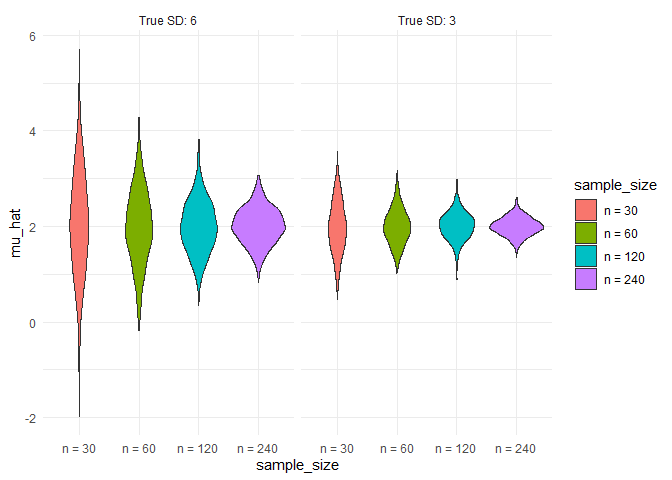 True SD: 6
True SD: 3
mu_hat
6
4
2
0
-2
n = 30
n = 60
n = 120
n = 240
n = 30
n = 60
n = 120
n = 240
sample_size
sample_size
n = 30
n = 60
n = 120
n = 240